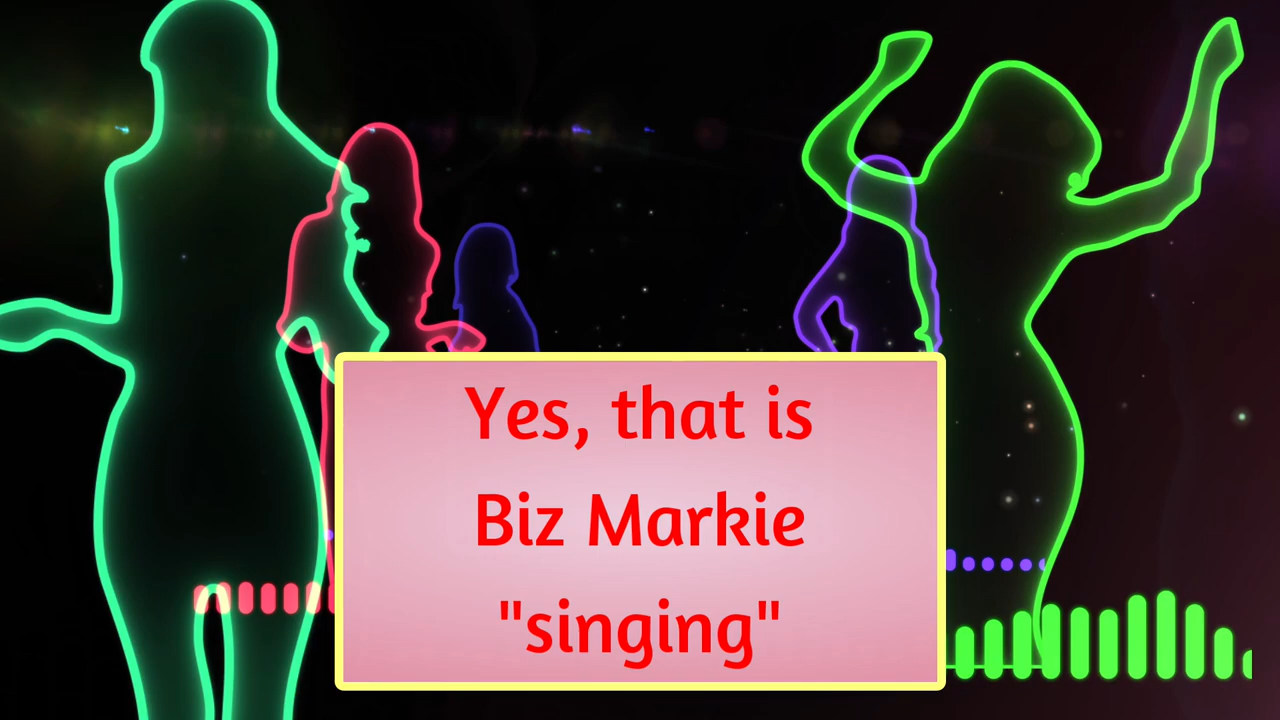 Yes, that is
Biz Markie
"singing"